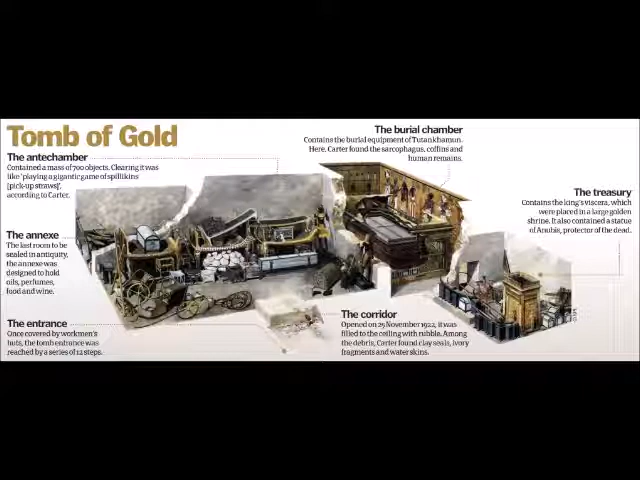 Tomb of Gold
The antechamber
Contained a mass of 700 objects. Clearing it was
like 'playing a gigantic game of spillikins
[pick-up straws]',
according to Carter.
The annexe
The last room to be
sealed in antiquity,
the annexe was
designed to hold
oils, perfumes,
food and wine.
The entrance
Once covered by workmen's
huts, the tomb entrance was
reached by a series of 12 steps.
The burial chamber
Contains the burial equipment of Tutankhamun.
Here, Carter found the sarcophagus, coffins and
human remains.
The corridor
Opened on 25 November 1922, it was
filled to the ceiling with rubble. Among
the debris, Carter found clay seals, ivory
fragments and water skins.
The treasury
Contains the king's viscera, which
were placed in a large golden
shrine. It also contained a statue
of Anubis, protector of the dead.